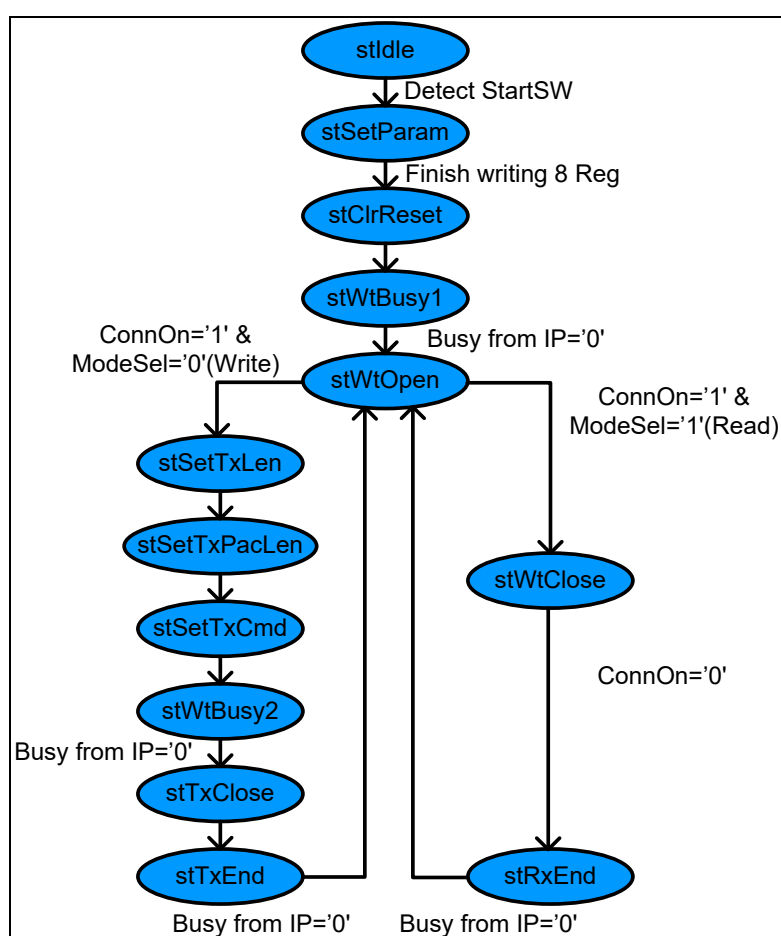 stIdle
Detect StartSW
stSetParam
Finish writing 8 Reg
stClrReset
stWtBusy1
Busy from IP=’0'
ConnOn=’1' &
ModeSel=’0'(Write)
stWtOpen
ConnOn=’1' &
ModeSel=’1'(Read)
stSetTxLen
stSetTxPacLen
stWtClose
stSetTxCmd
ConnOn=’0'
stWtBusy2
Busy from IP=’0'
stTxClose
stTxEnd
stRxEnd
Busy from IP=’0'
Busy from IP=’0'